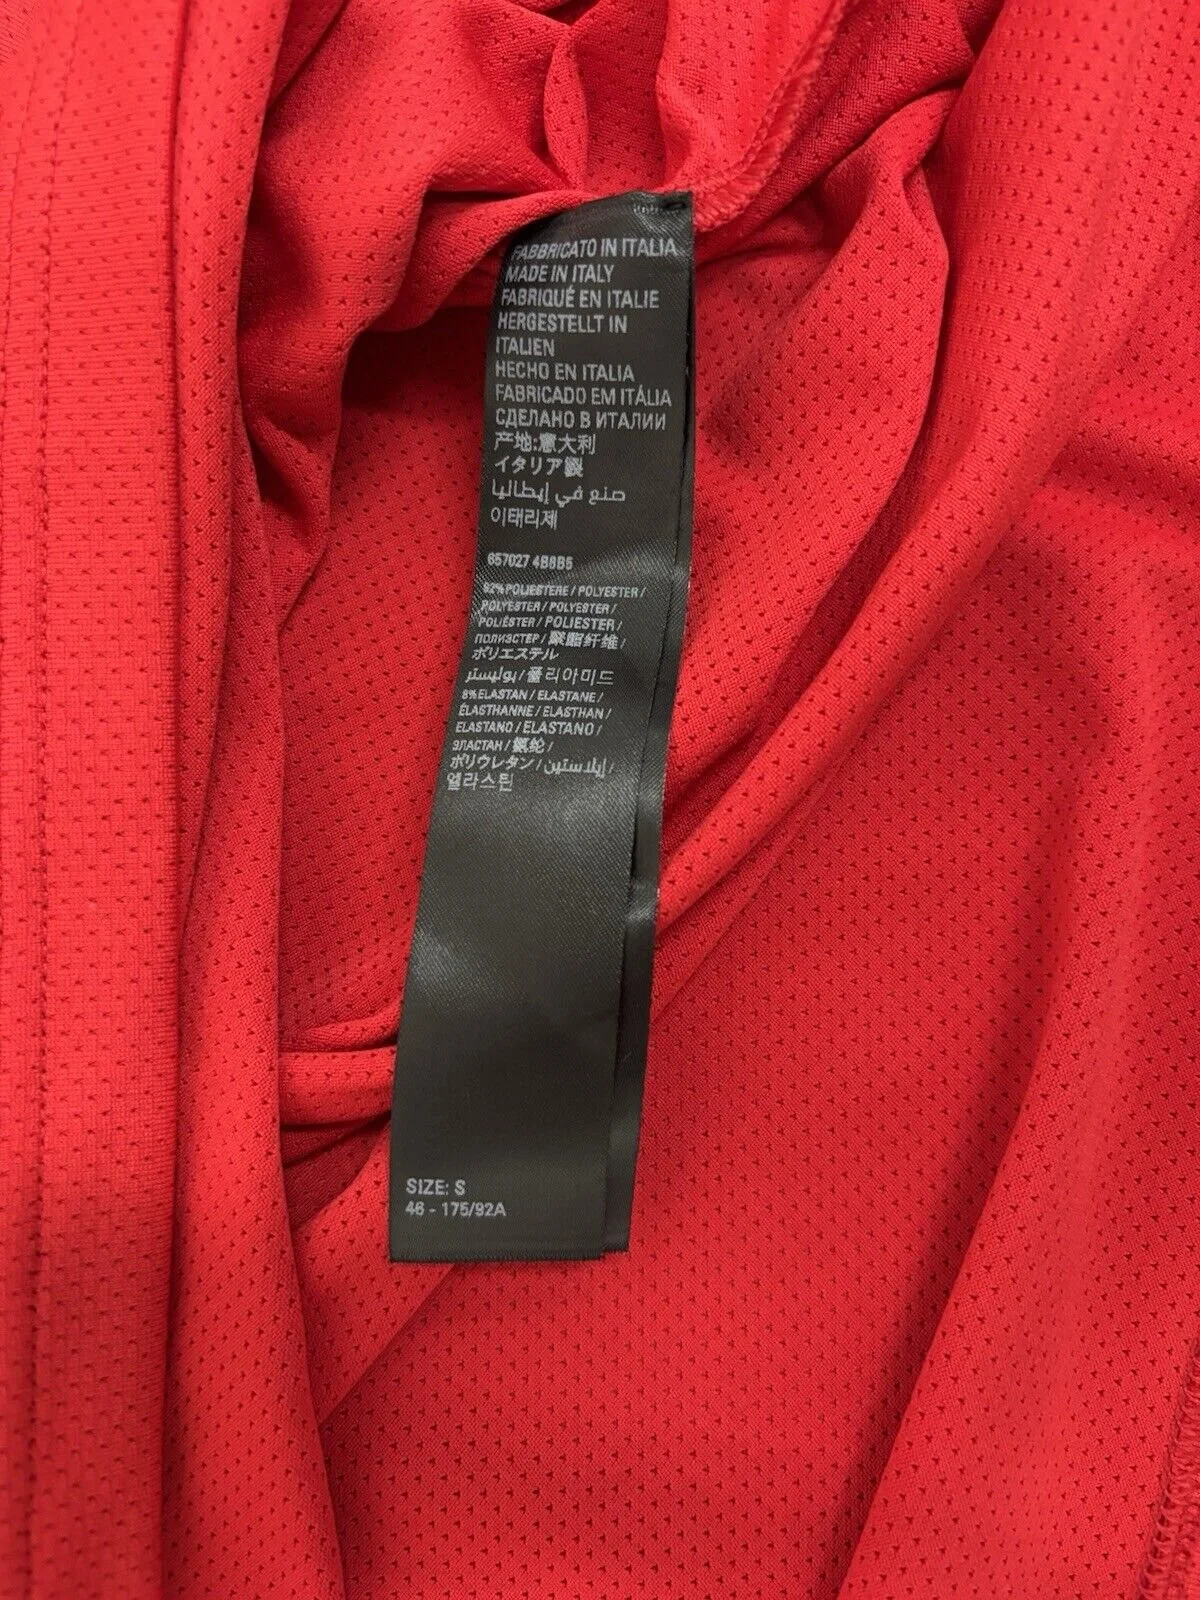 FABBRICATO IN ITALIA
MADE IN ITALY
FABRIQUÉ EN ITALIE
HERGESTELLT IN
ITALIEN
HECHO EN ITALIA
FABRICADO EM ITÁLIA
СДЕЛАНО В ИТАЛИИ
产地:意大利
イタリア製
صنع في إيطاليا
이태리제
657027 4B8B5
92% POLIESTERE / POLYESTER /
POLYESTER / POLYESTER /
POLIÉSTER / POLIESTER /
ПОЛИЭСТЕР / 聚酯纤维 /
ポリエステル
بوليستر / 폴리아미드
8% ELASTAN / ELASTANE /
ÉLASTHANNE / ELASTHAN /
ELASTANO / ELASTANO /
ЭЛАСТАН / 氨纶 /
ポリウレタン / إيلاستين /
엘라스틴
SIZE: S
46 - 175/92A